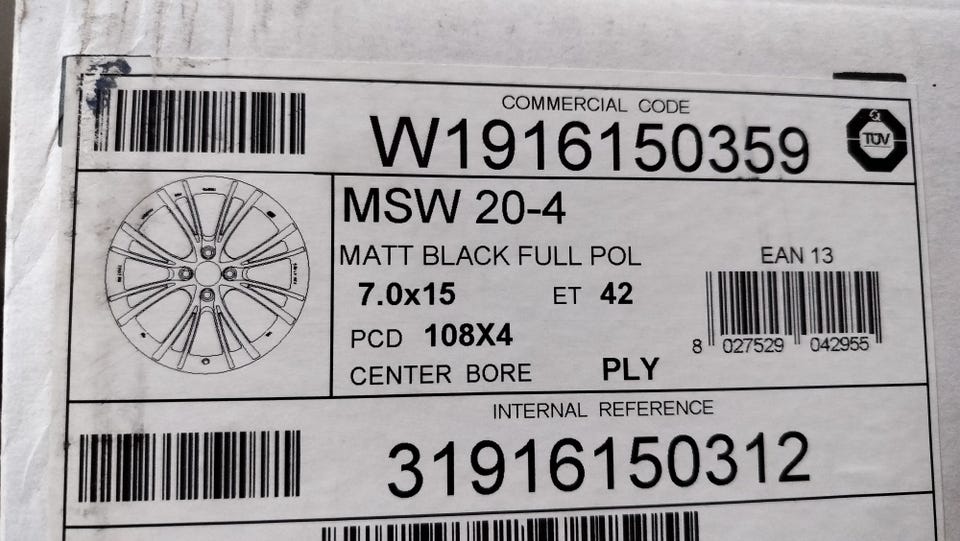 COMMERCIAL CODE
W1916150359
TÜV
MSW 20-4
MATT BLACK FULL POL
7.0x15 ET 42
PCD 108X4
CENTER BORE PLY
EAN 13
8 027529 042955
INTERNAL REFERENCE
31916150312